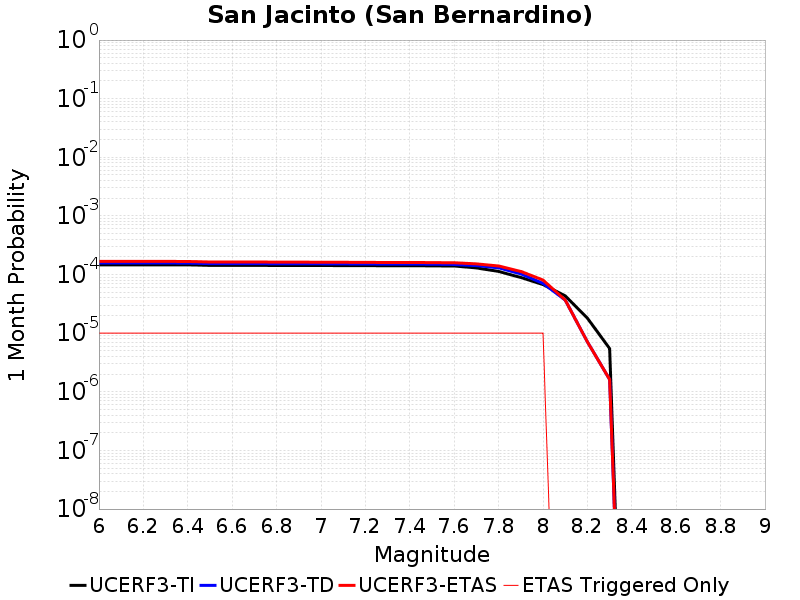 San Jacinto (San Bernardino)
10^0
10^-1
10^-2
10^-3
10^-4
10^-5
10^-6
10^-7
10^-8
1 Month Probability
6 6.2 6.4 6.6 6.8 7 7.2 7.4 7.6 7.8 8 8.2 8.4 8.6 8.8 9
Magnitude
UCERF3-TI UCERF3-TD UCERF3-ETAS ETAS Triggered Only